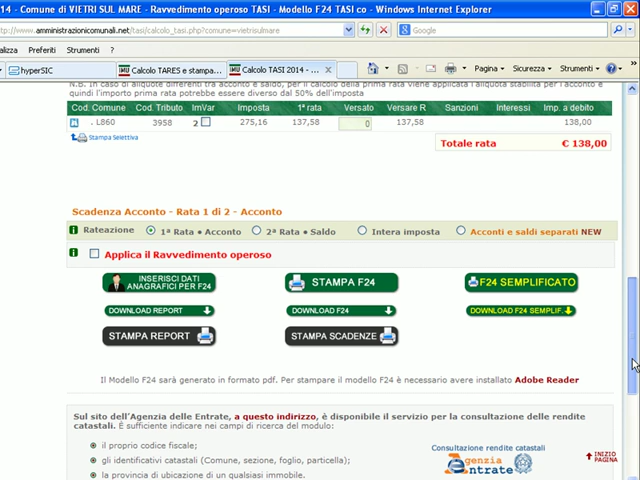 14 - Comune di VIETRI SUL MARE - Ravvedimento operoso TASI - Modello F24 TASI co - Windows Internet Explorer
http://www.amministrazionicomunali.net/tasi/calcolo_tasi.php?comune=vietrisulmare
Google
alizza Preferiti Strumenti ?
hyperSIC
Calcolo TARES e stampa...
Calcolo TASI 2014 - ...
Pagina Sicurezza Strumenti
N.B. In caso di aliquote differenti tra acconto e saldo, per il calcolo della prima rata viene applicata l'aliquota stabilita per l'acconto e
quindi l'importo prima rata potrebbe essere diverso dal 50% dell'imposta
Cod. Comune Cod. Tributo ImVar Imposta 1ª rata Versato Versare R Sanzioni Interessi Imp. a debito
. L860 3958 2 275,16 137,58 0 137,58 138,00
Stampa Selettiva
Totale rata € 138,00
Scadenza Acconto - Rata 1 di 2 - Acconto
Rateazione 1ª Rata • Acconto 2ª Rata • Saldo Intera imposta Acconti e saldi separati NEW
Applica il Ravvedimento operoso
INSERISCI DATI
ANAGRAFICI PER F24
STAMPA F24
F24 SEMPLIFICATO
DOWNLOAD REPORT
DOWNLOAD F24
DOWNLOAD F24 SEMPLIF.
STAMPA REPORT
STAMPA SCADENZE
Il Modello F24 sarà generato in formato pdf. Per stampare il modello F24 è necessario avere installato Adobe Reader
Sul sito dell'Agenzia delle Entrate, a questo indirizzo, è disponibile il servizio per la consultazione delle rendite
catastali. È sufficiente indicare nei campi di ricerca del modulo:
il proprio codice fiscale;
gli identificativi catastali (Comune, sezione, foglio, particella);
la provincia di ubicazione di un qualsiasi immobile.
Consultazione rendite catastali
Agenzia
Entrate
INIZIO
PAGINA